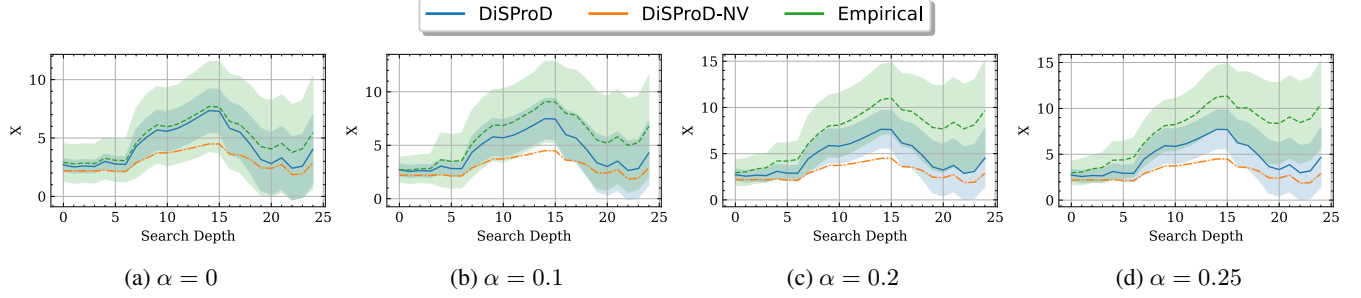 DiSProD DiSProD-NV Empirical
10
5
0
X
0 5 10 15 20 25
Search Depth
(a) α = 0
10
5
0
X
0 5 10 15 20 25
Search Depth
(b) α = 0.1
15
10
5
0
X
0 5 10 15 20 25
Search Depth
(c) α = 0.2
15
10
5
0
X
0 5 10 15 20 25
Search Depth
(d) α = 0.25